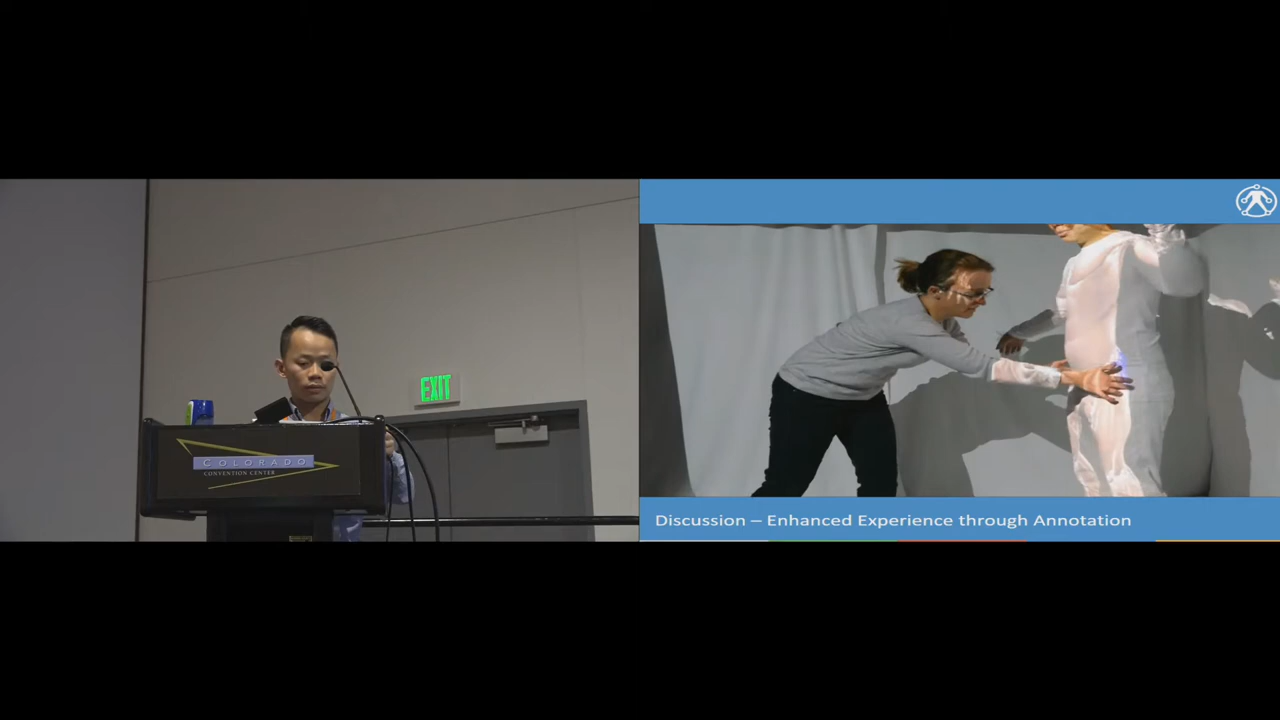 COLORADO
CONVENTION CENTER
EXIT
Discussion – Enhanced Experience through Annotation